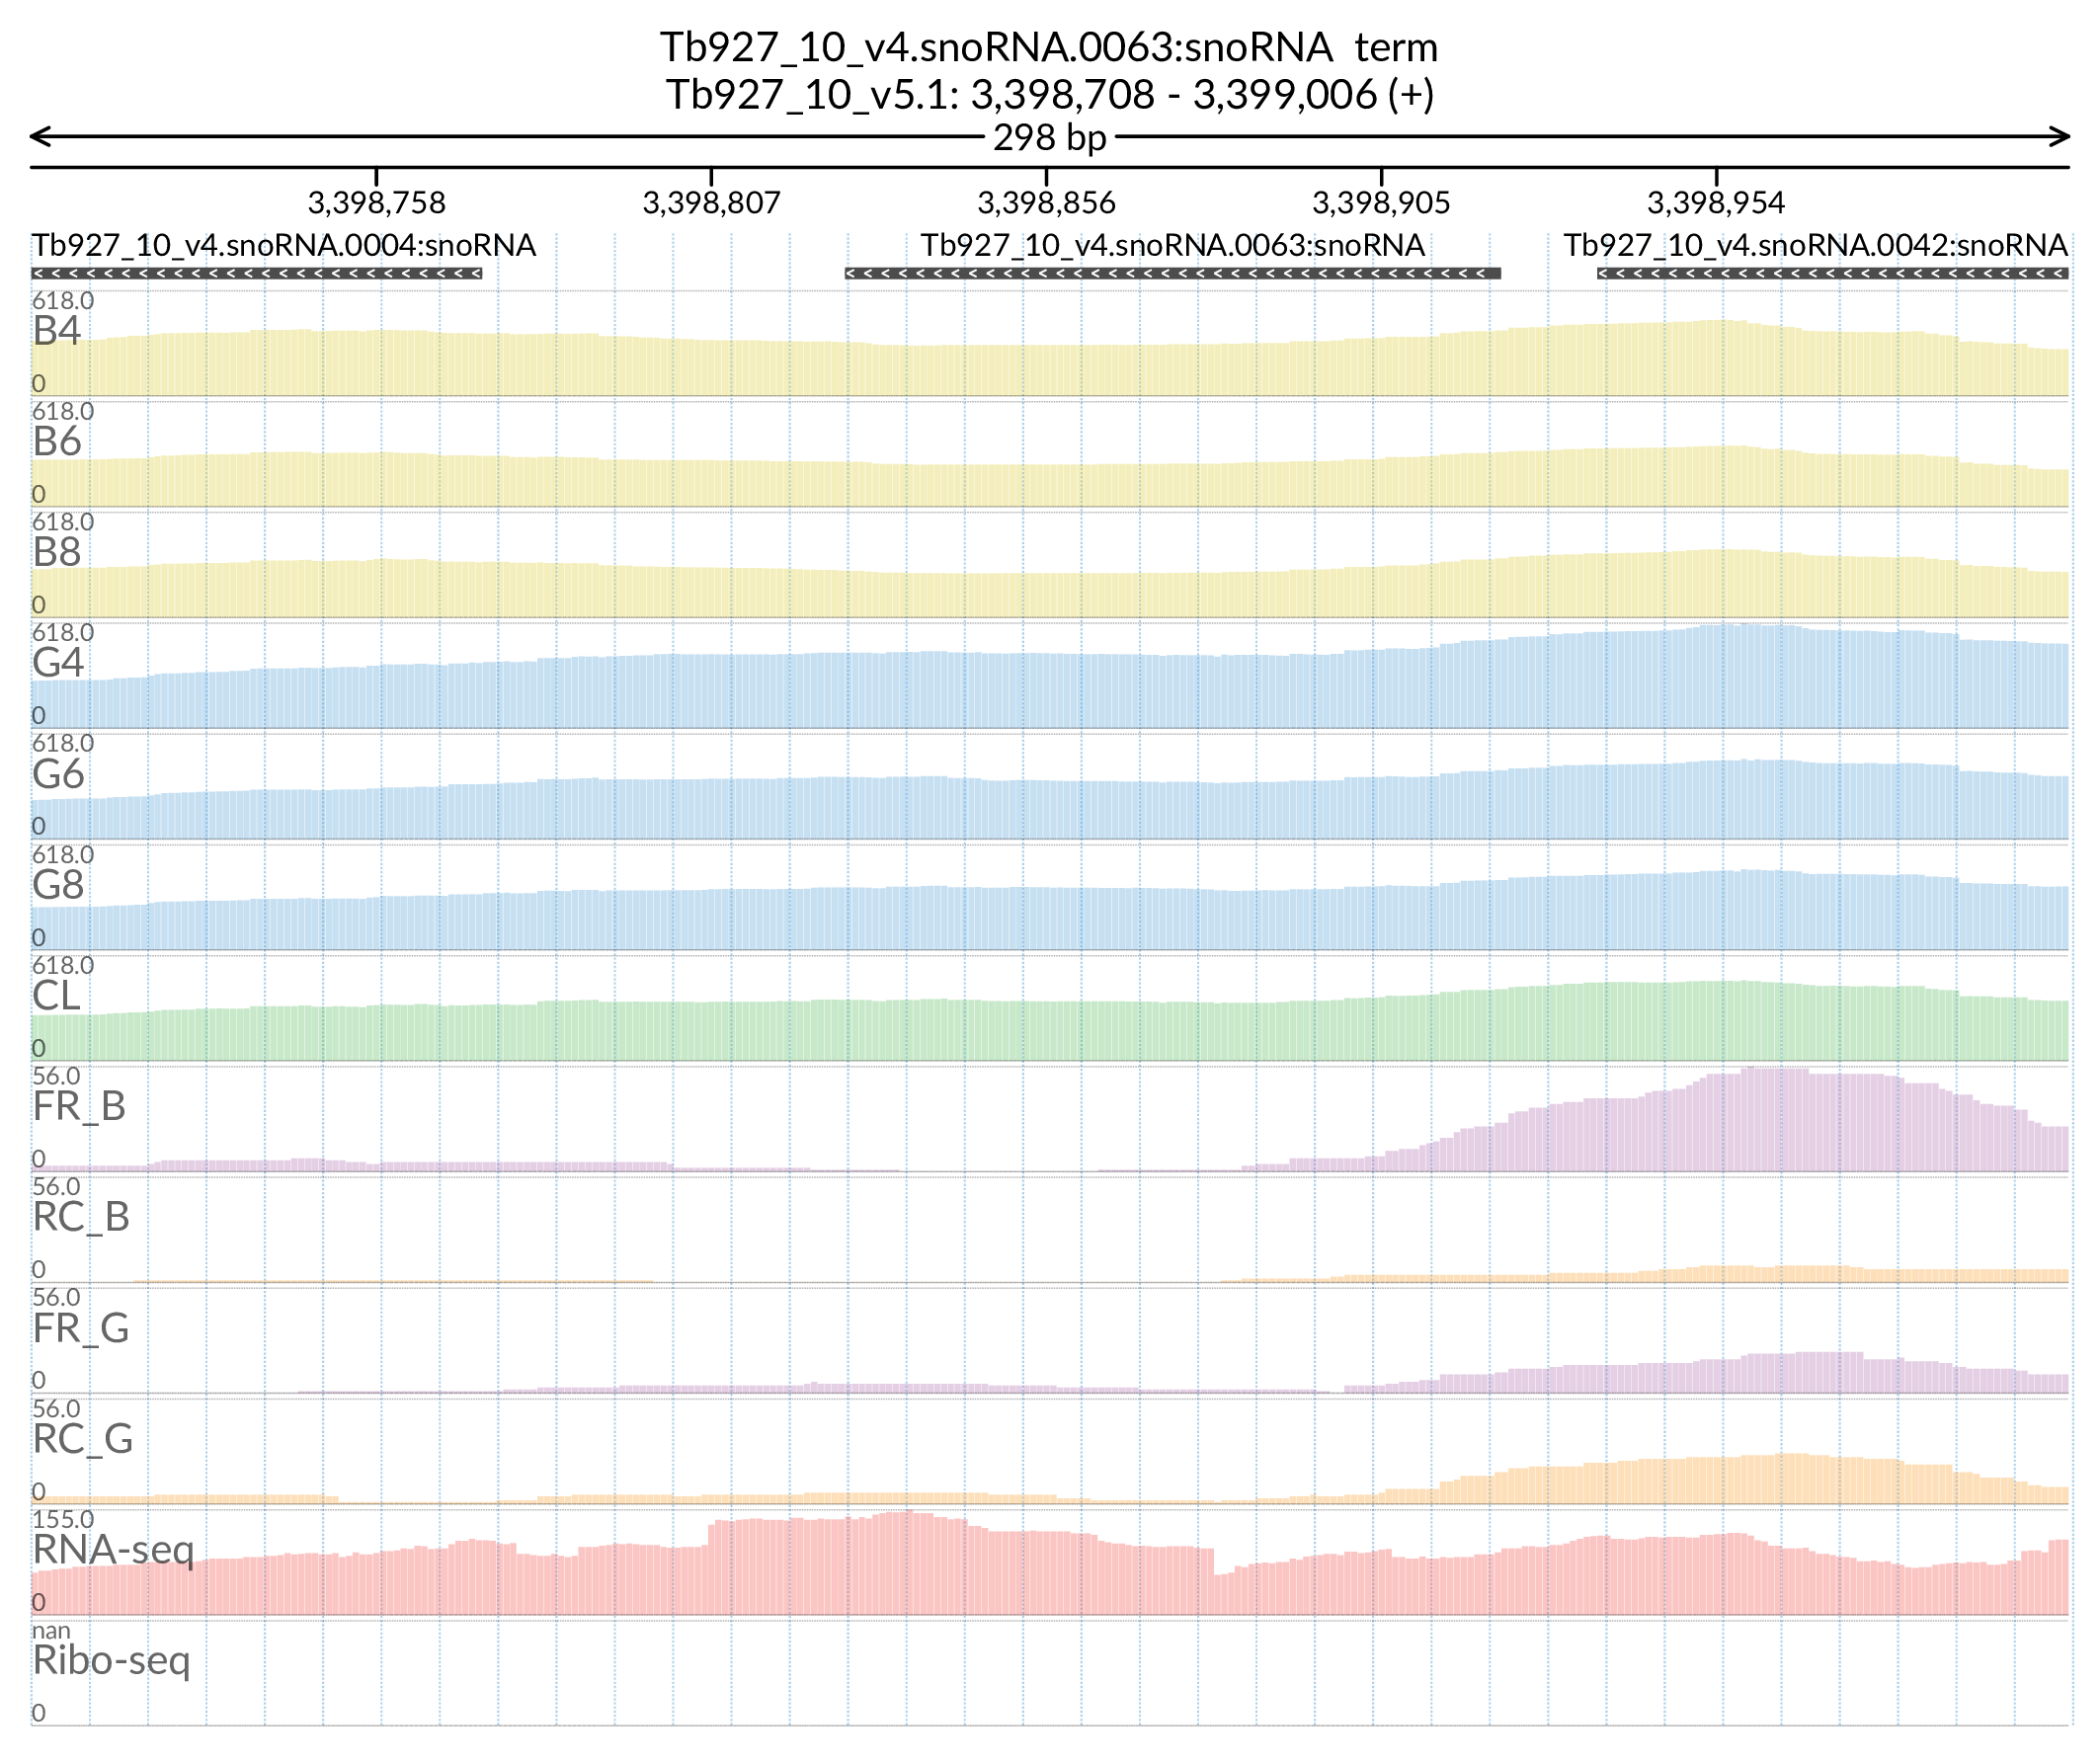 Tb927_10_v4.snoRNA.0063:snoRNA term
Tb927_10_v5.1: 3,398,708 - 3,399,006 (+)
298 bp
3,398,758 3,398,807 3,398,856 3,398,905 3,398,954
Tb927_10_v4.snoRNA.0004:snoRNA Tb927_10_v4.snoRNA.0063:snoRNA Tb927_10_v4.snoRNA.0042:snoRNA
618.0
B4
0
618.0
B6
0
618.0
B8
0
618.0
G4
0
618.0
G6
0
618.0
G8
0
618.0
CL
0
56.0
FR_B
0
56.0
RC_B
0
56.0
FR_G
0
56.0
RC_G
0
155.0
RNA-seq
0
nan
Ribo-seq
0